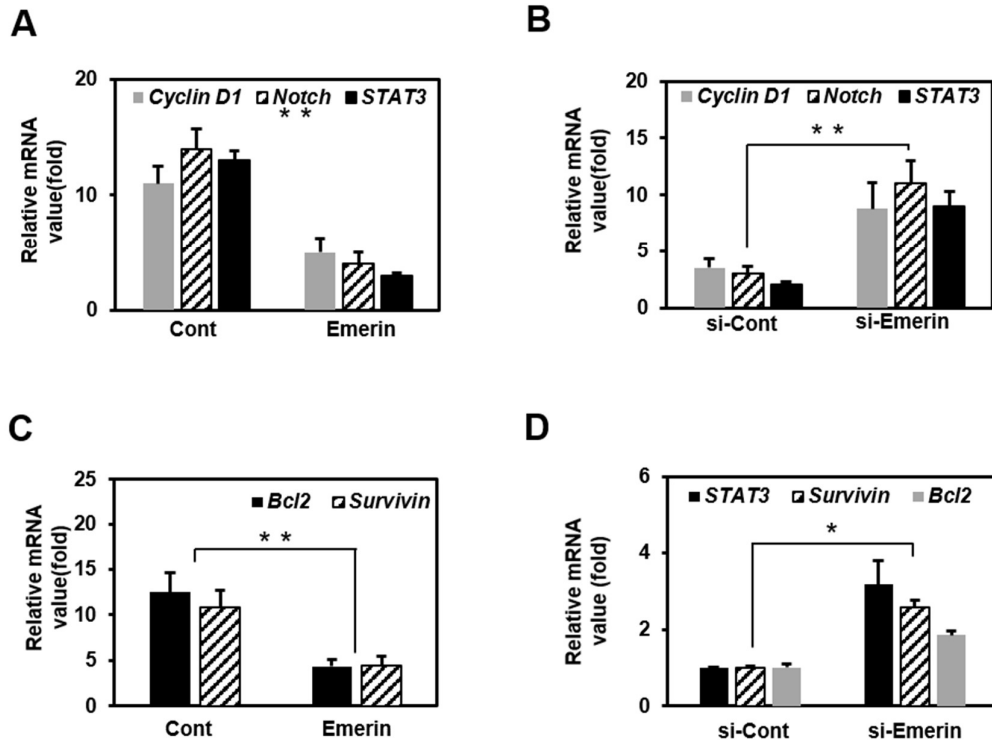 A
Relative mRNA
value(fold)
20
10
0
Cyclin D1 Notch STAT3
* *
Cont Emerin
B
Relative mRNA
value(fold)
20
15
10
5
0
Cyclin D1 Notch STAT3
* *
si-Cont si-Emerin
C
Relative mRNA
value(fold)
25
20
15
10
5
0
Bcl2 Survivin
* *
Cont Emerin
D
Relative mRNA
value (fold)
6
4
2
0
STAT3 Survivin Bcl2
*
si-Cont si-Emerin